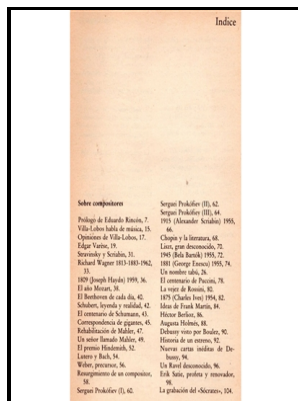 Indice
Sobre compositores
Prólogo de Eduardo Rincón, 7.
Villa-Lobos habla de música, 15.
Opiniones de Villa-Lobos, 17.
Edgar Varèse, 19.
Stravinsky y Scriabin, 31.
Richard Wagner 1813-1883-1962,
33.
1809 (Joseph Haydn) 1959, 36.
El año Mozart, 38.
El Beethoven de cada día, 40.
Schubert, leyenda y realidad, 42.
El centenario de Schumann, 43.
Correspondencia de gigantes, 45.
Rehabilitación de Mahler, 47.
Un señor llamado Mahler, 49.
El premio Hindemith, 52.
Lutero y Bach, 54.
Weber, precursor, 56.
Resurgimiento de un compositor,
58.
Serguei Prokófiev (I), 60.
Serguei Prokófiev (II), 62.
Serguei Prokófiev (III), 64.
1915 (Alexander Scriabin) 1955,
66.
Chopin y la literatura, 68.
Liszt, gran desconocido, 70.
1945 (Bela Bartók) 1955, 72.
1881 (George Enesco) 1955, 74.
Un nombre tabú, 26.
El centenario de Puccini, 78.
La vejez de Rossini, 80.
1875 (Charles Ives) 1954, 82.
Ideas de Frank Martin, 84.
Héctor Berlioz, 86.
Augusta Holmès, 88.
Debussy visto por Boulez, 90.
Historia de un estreno, 92.
Nuevas cartas inéditas de De-
bussy, 94.
Un Ravel desconocido, 96.
Erik Satie, profeta y renovador,
98.
La grabación del «Sócrates», 104.